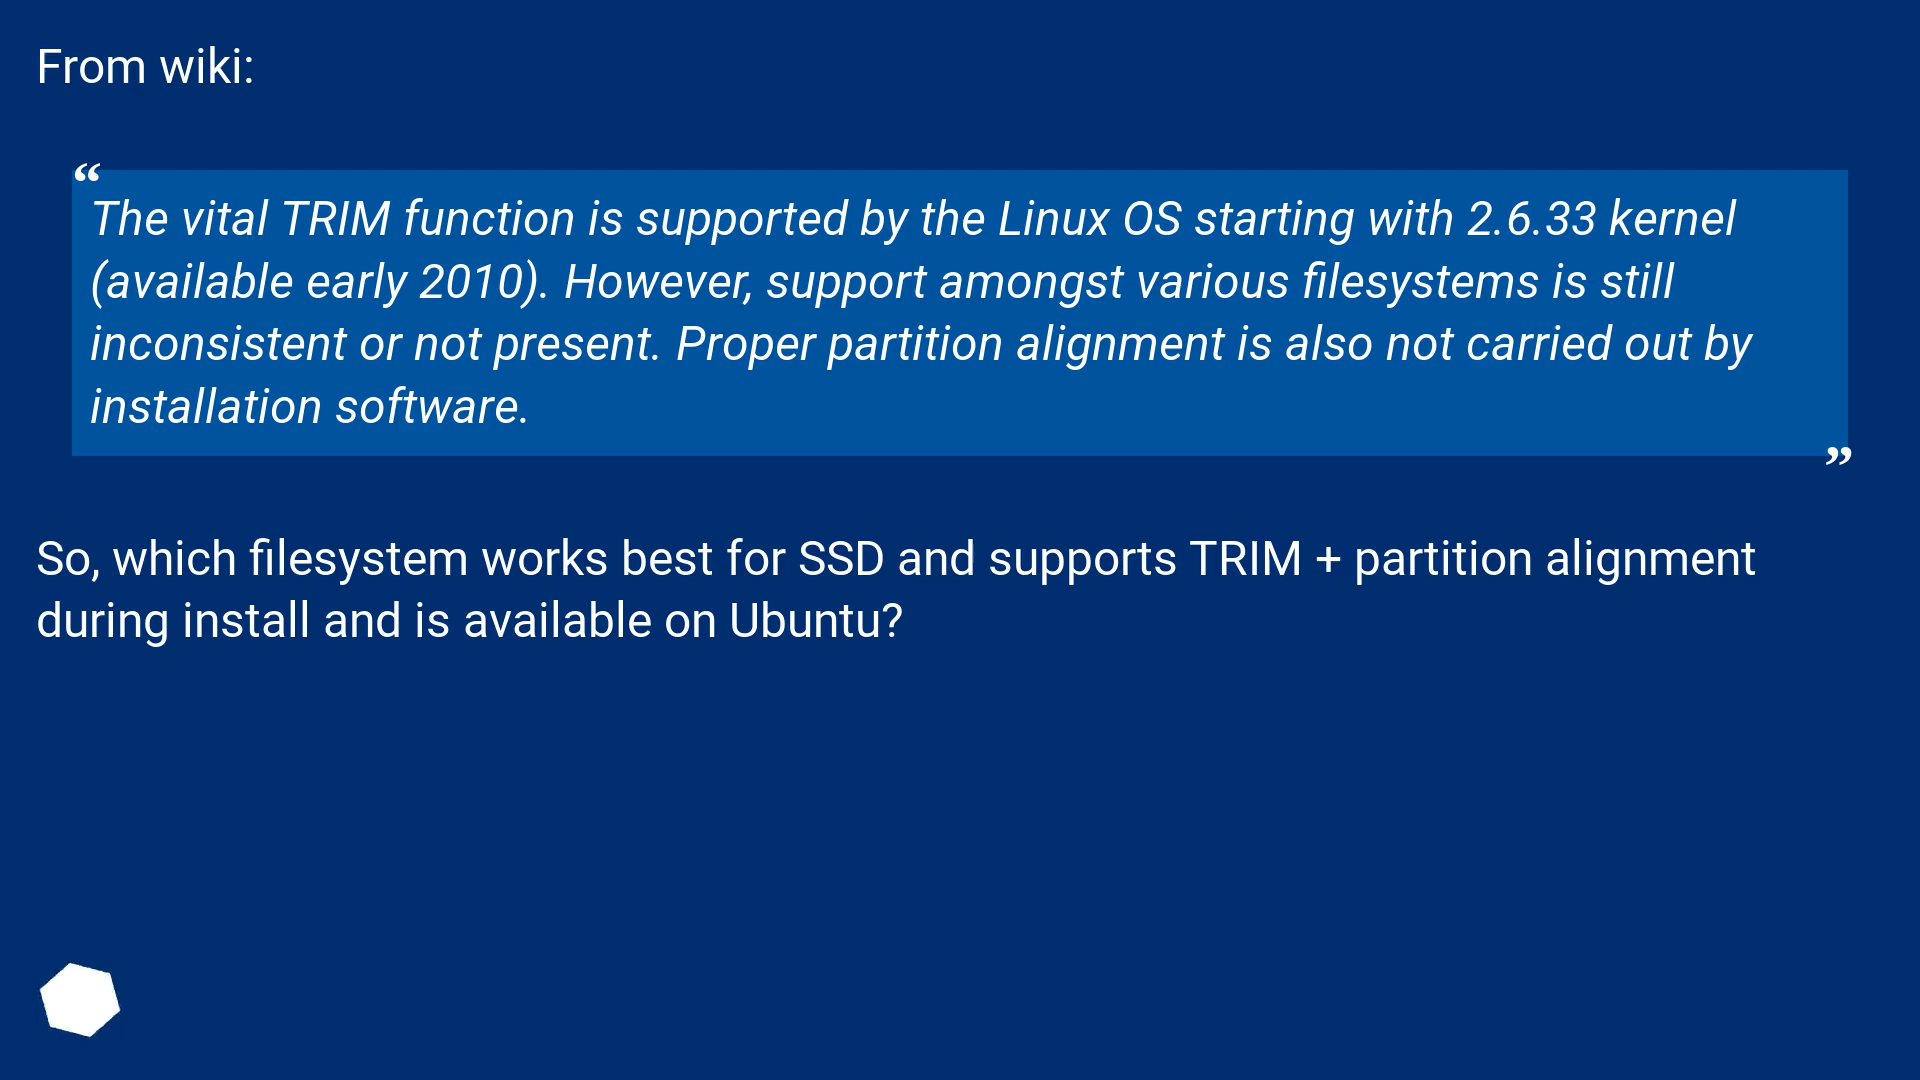 From wiki:
“
The vital TRIM function is supported by the Linux OS starting with 2.6.33 kernel
(available early 2010). However, support amongst various filesystems is still
inconsistent or not present. Proper partition alignment is also not carried out by
installation software.
”
So, which filesystem works best for SSD and supports TRIM + partition alignment
during install and is available on Ubuntu?